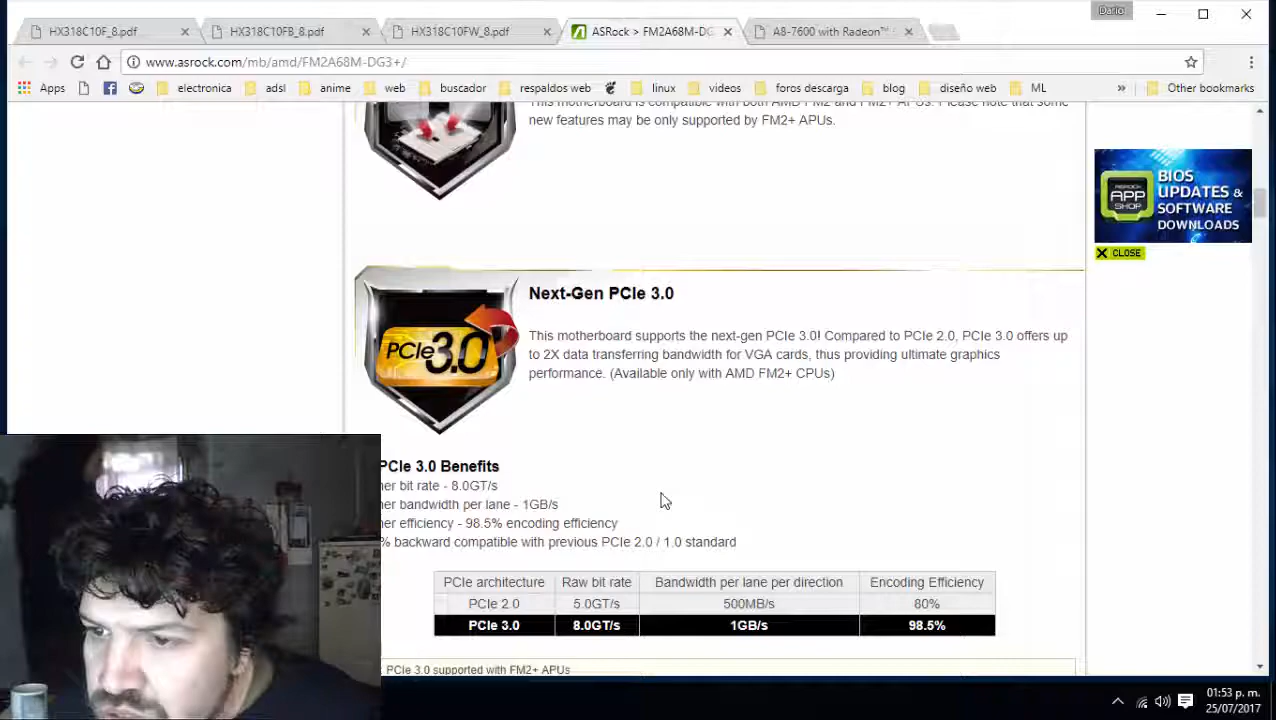 Dario
HX318C10F_8.pdf
HX318C10FB_8.pdf
HX318C10FW_8.pdf
ASRock > FM2A68M-DG
A8-7600 with Radeon™
www.asrock.com/mb/amd/FM2A68M-DG3+/
Apps
electronica
adsl
anime
web
buscador
respaldos web
linux
videos
foros descarga
blog
diseño web
ML
»
Other bookmarks
This motherboard is compatible with both AMD FM2 and FM2+ APUs. Please note that some
new features may be only supported by FM2+ APUs.
ASROCK
APP
SHOP
BIOS
UPDATES &
SOFTWARE
DOWNLOADS
X CLOSE
PCIe 3.0
Next-Gen PCIe 3.0
This motherboard supports the next-gen PCIe 3.0! Compared to PCIe 2.0, PCIe 3.0 offers up
to 2X data transferring bandwidth for VGA cards, thus providing ultimate graphics
performance. (Available only with AMD FM2+ CPUs)
PCIe 3.0 Benefits
her bit rate - 8.0GT/s
her bandwidth per lane - 1GB/s
her efficiency - 98.5% encoding efficiency
% backward compatible with previous PCIe 2.0 / 1.0 standard
PCIe architecture Raw bit rate Bandwidth per lane per direction Encoding Efficiency
PCIe 2.0 5.0GT/s 500MB/s 80%
PCIe 3.0 8.0GT/s 1GB/s 98.5%
PCIe 3.0 supported with FM2+ APUs
01:53 p. m.
25/07/2017